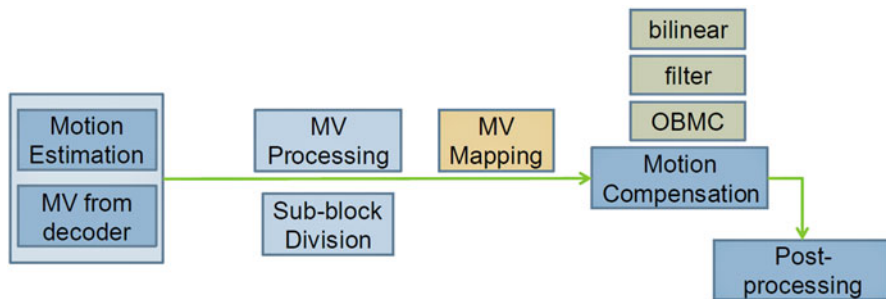 Motion
Estimation
MV from
decoder
MV
Processing
Sub-block
Division
MV
Mapping
bilinear
filter
OBMC
Motion
Compensation
Post-
processing